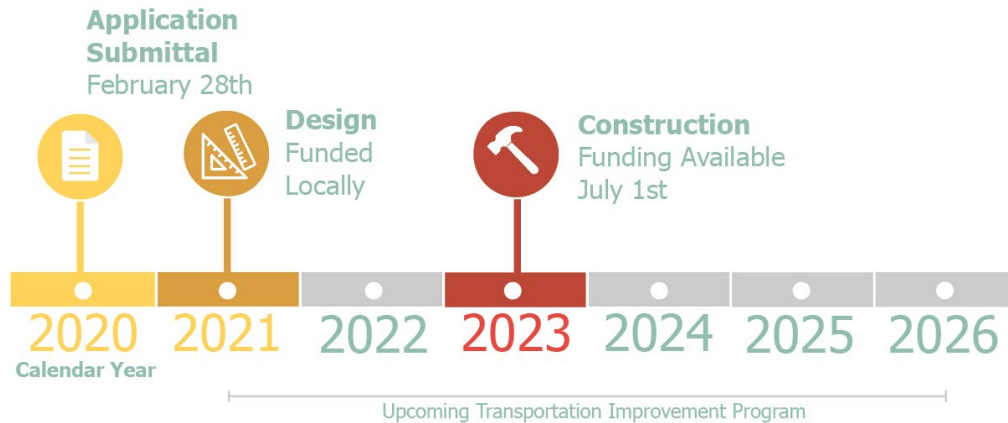 Application
Submittal
February 28th
Design
Funded
Locally
Construction
Funding Available
July 1st
2020
2021
2022
2023
2024
2025
2026
Calendar Year
Upcoming Transportation Improvement Program